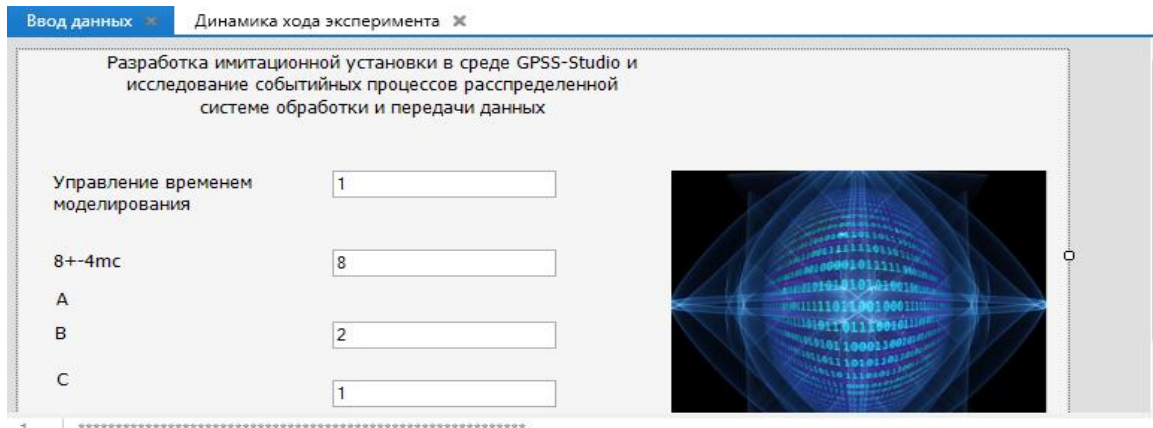 Ввод данных
Динамика хода эксперимента
Разработка имитационной установки в среде GPSS-Studio и
исследование событийных процессов расспределенной
системе обработки и передачи данных
Управление временем
моделирования
1
8+-4mc
8
A
B
2
C
1